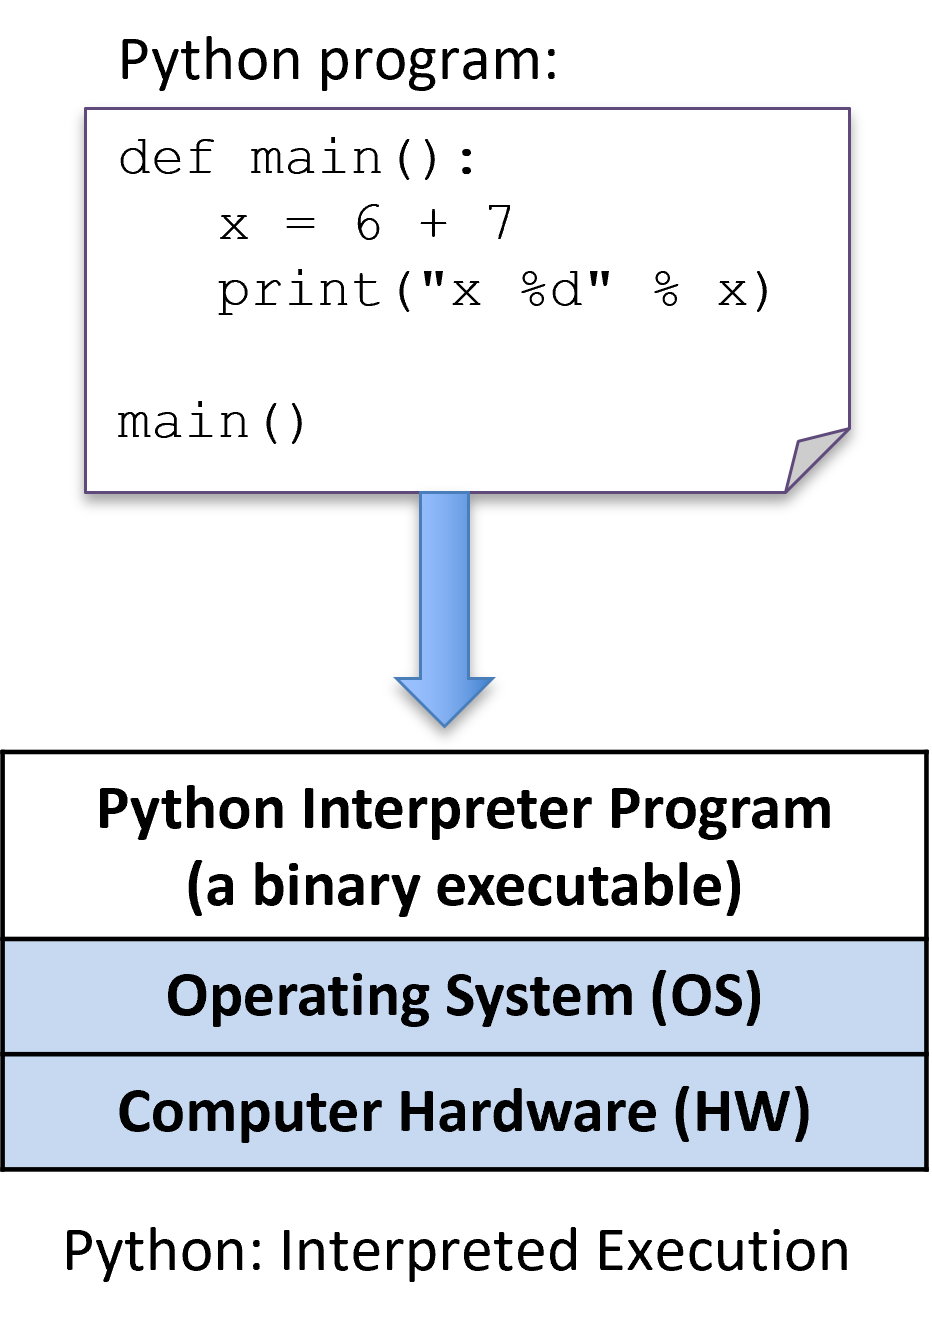 Python program:
def main():
    x = 6 + 7
    print("x %d" % x)

main()
Python Interpreter Program
(a binary executable)
Operating System (OS)
Computer Hardware (HW)
Python: Interpreted Execution